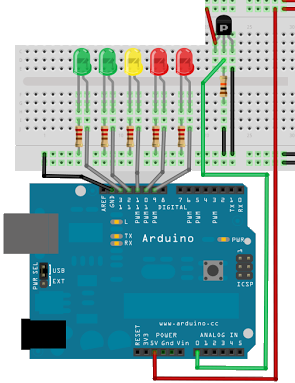 P
AREF
GND
13
12
11
10
9
8
7
6
5
4
3
2
1
0
PWM
PWM
PWM
PWM
PWM
PWM
TX
RX
DIGITAL
L
TX
RX
Arduino
PWR
PWR SEL
USB
EXT
ICSP
1
www.arduino.cc
POWER
ANALOG IN
RESET
3V3
5V Gnd Vin
0 1 2 3 4 5